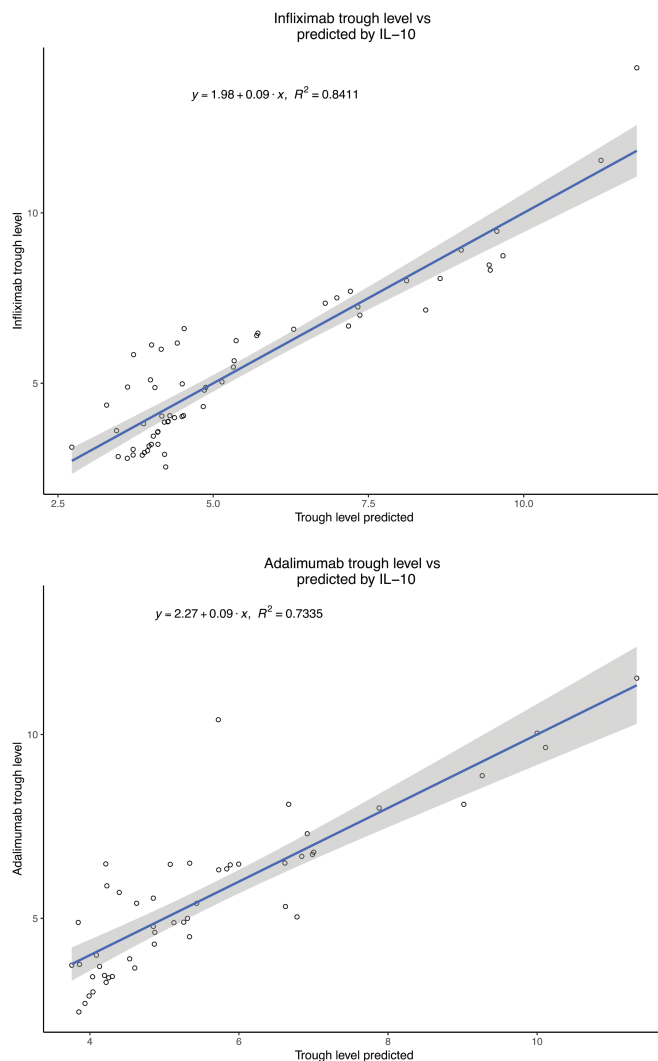 Infliximab trough level vs
predicted by IL−10
y = 1.98 + 0.09 · x, R² = 0.8411
10
5
Infliximab trough level
2.5
5.0
7.5
10.0
Trough level predicted
Adalimumab trough level vs
predicted by IL−10
y = 2.27 + 0.09 · x, R² = 0.7335
10
5
Adalimumab trough level
4
6
8
10
Trough level predicted